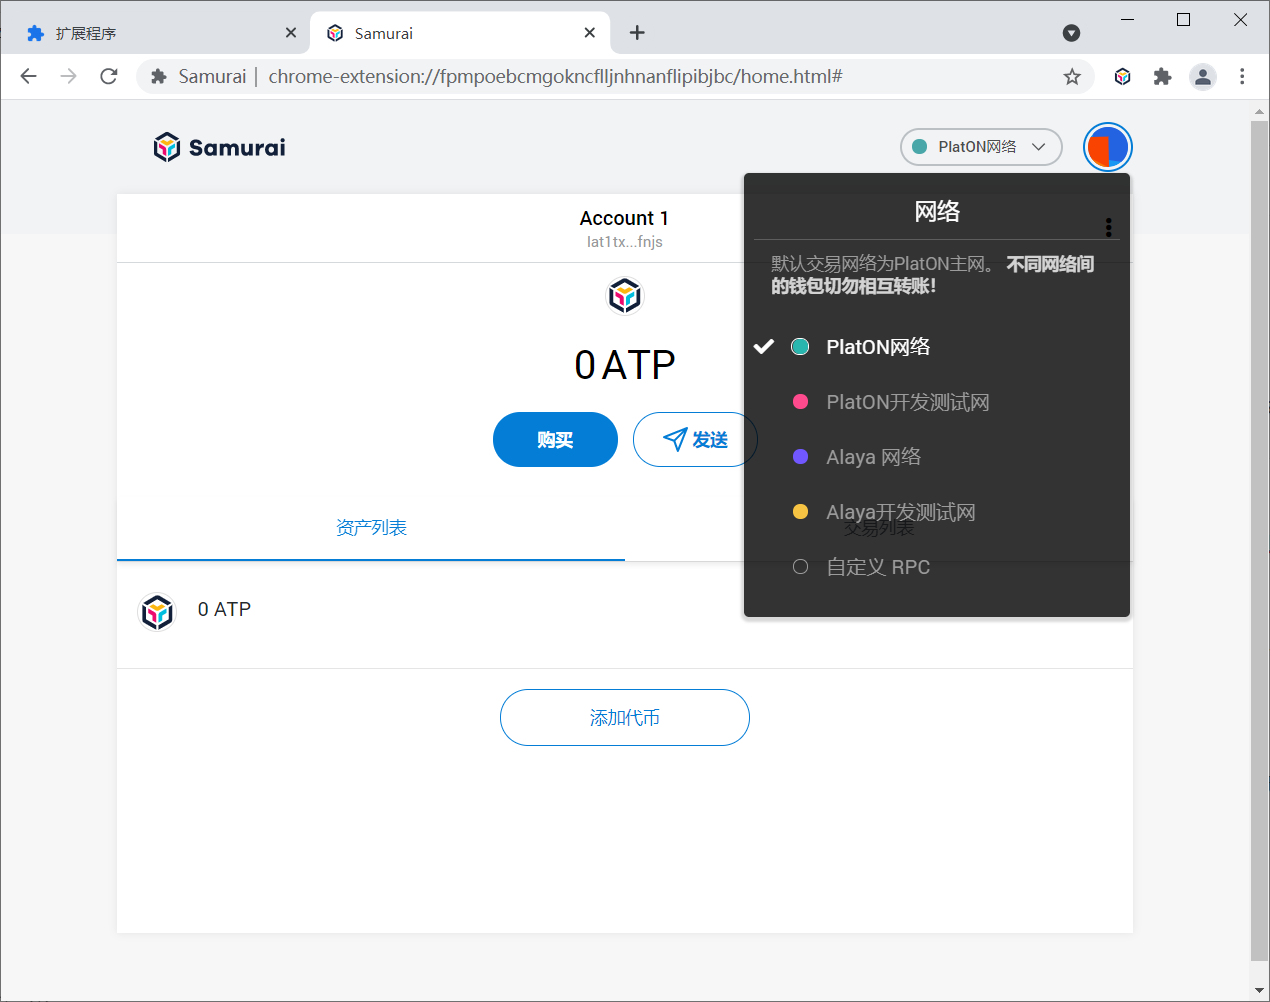 扩展程序
Samurai
Samurai | chrome-extension://fpmpoebcmgokncflljnhnanflipibjbc/home.html#
Samurai
PlatON网络
Account 1
lat1tx...fnjs
0 ATP
购买
发送
资产列表
交易列表
0 ATP
添加代币
网络
默认交易网络为PlatON主网。 不同网络间
的钱包切勿相互转账！
PlatON网络
PlatON开发测试网
Alaya 网络
Alaya开发测试网
自定义 RPC